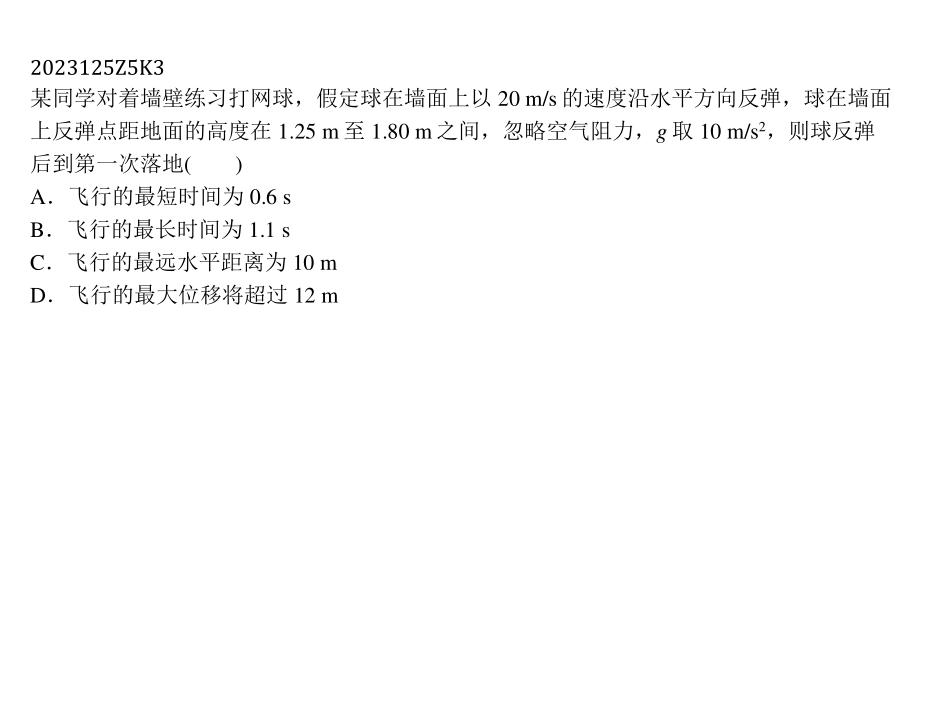 2023125Z5K3
某同学对着墙壁练习打网球，假定球在墙面上以 20 m/s 的速度沿水平方向反弹，球在墙面
上反弹点距地面的高度在 1.25 m 至 1.80 m 之间，忽略空气阻力，g 取 10 m/s²，则球反弹
后到第一次落地(　　)
A．飞行的最短时间为 0.6 s
B．飞行的最长时间为 1.1 s
C．飞行的最远水平距离为 10 m
D．飞行的最大位移将超过 12 m